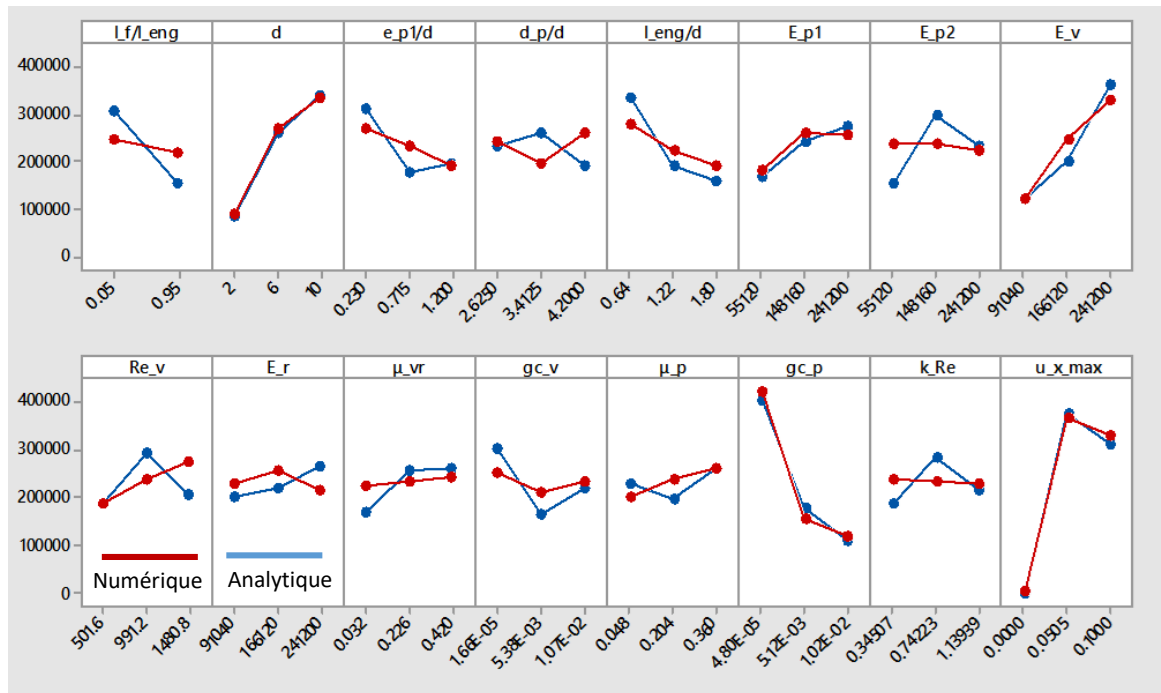 l_f/l_eng d e_p1/d d_p/d l_eng/d E_p1 E_p2 E_v
400000
300000
200000
100000
0
0.05 0.95 2 6 10 0.230 0.715 1.200 2.6250 3.4125 4.2000 0.64 1.22 1.80 55120 148160 241200 55120 148160 241200 91040 166120 241200
Re_v E_r µ_vr gc_v µ_p gc_p k_Re u_x_max
400000
300000
200000
100000
0
Numérique Analytique
501.6 991.2 1480.8 91040 166120 241200 0.032 0.226 0.420 1.66E-05 5.38E-03 1.07E-02 0.048 0.204 0.360 4.80E-05 5.12E-03 1.02E-02 0.34507 0.74223 1.13939 0.0000 0.0505 0.1000